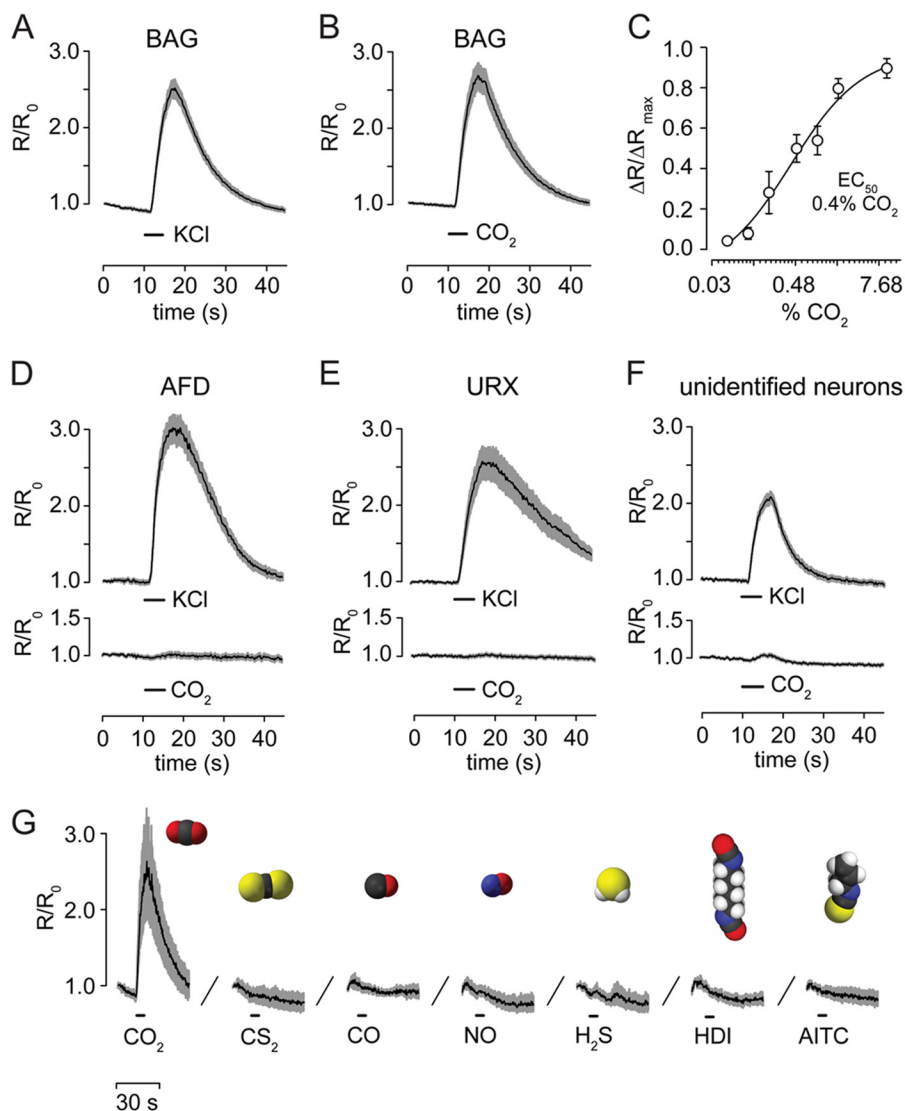 A
BAG
R/R0
3.0
2.0
1.0
KCl
0 10 20 30 40
time (s)
B
BAG
R/R0
3.0
2.0
1.0
CO2
0 10 20 30 40
time (s)
C
ΔR/ΔRmax
1.0
0.8
0.6
0.4
0.2
0.0
EC50
0.4% CO2
0.03 0.48 7.68
% CO2
D
AFD
R/R0
3.0
2.0
1.0
KCl
R/R0
1.5
1.0
CO2
0 10 20 30 40
time (s)
E
URX
R/R0
3.0
2.0
1.0
KCl
R/R0
1.5
1.0
CO2
0 10 20 30 40
time (s)
F
unidentified neurons
R/R0
3.0
2.0
1.0
KCl
R/R0
1.5
1.0
CO2
0 10 20 30 40
time (s)
G
R/R0
3.0
2.0
1.0
CO2 / CS2 / CO / NO / H2S / HDI / AITC
30 s